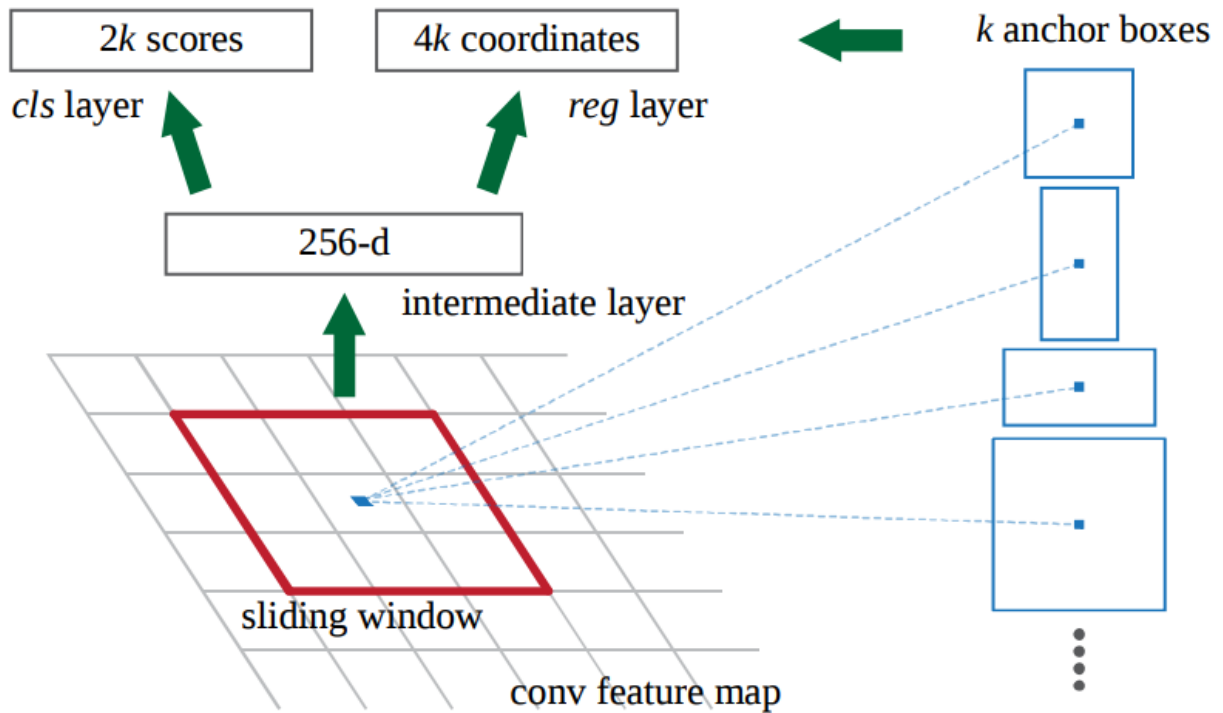 2k scores
4k coordinates
k anchor boxes
cls layer
reg layer
256-d
intermediate layer
sliding window
conv feature map